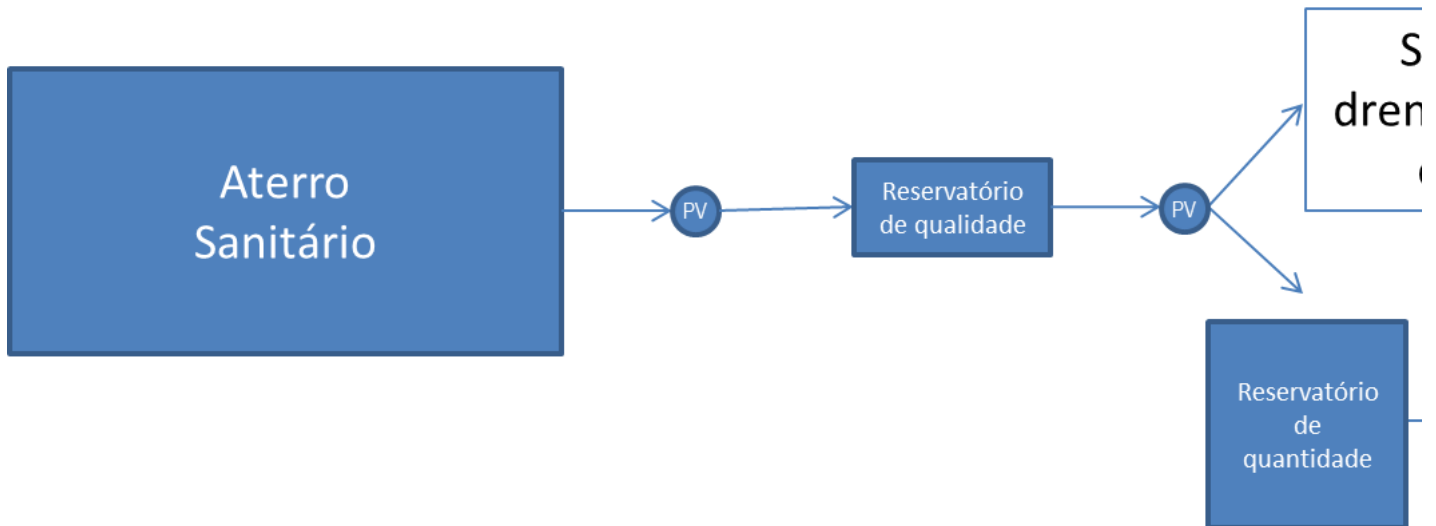 Aterro
Sanitário
PV
Reservatório
de qualidade
PV
Reservatório
de
quantidade